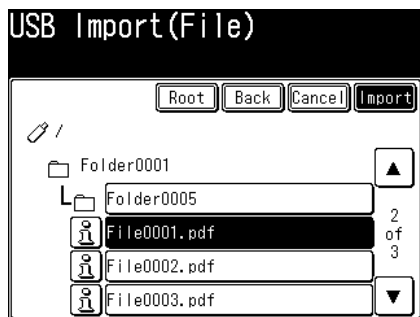 USB Import(File)
Root Back Cancel Import
/
Folder0001
Folder0005
File0001.pdf
File0002.pdf
File0003.pdf
2
of
3